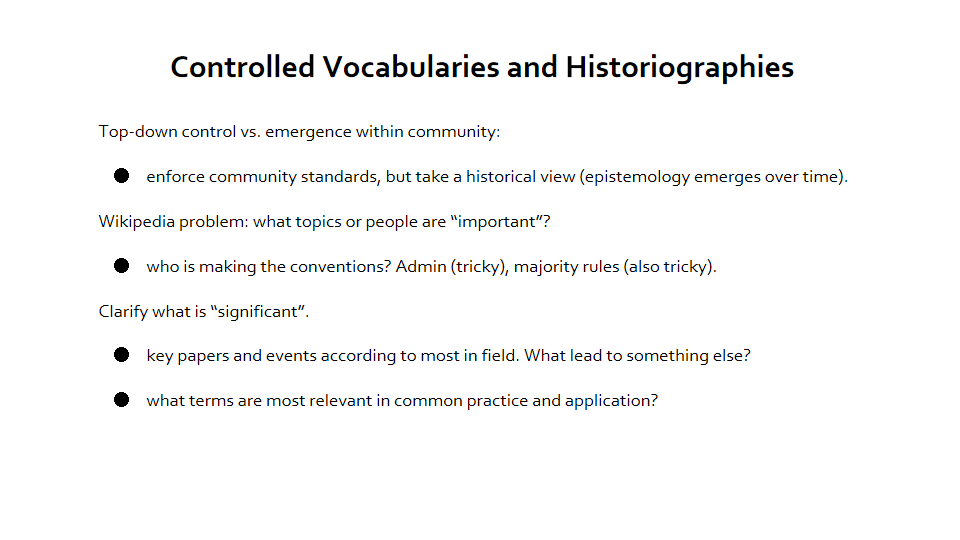 Controlled Vocabularies and Historiographies
Top-down control vs. emergence within community:
● enforce community standards, but take a historical view (epistemology emerges over time).
Wikipedia problem: what topics or people are “important”?
● who is making the conventions? Admin (tricky), majority rules (also tricky).
Clarify what is “significant”.
● key papers and events according to most in field. What lead to something else?
● what terms are most relevant in common practice and application?